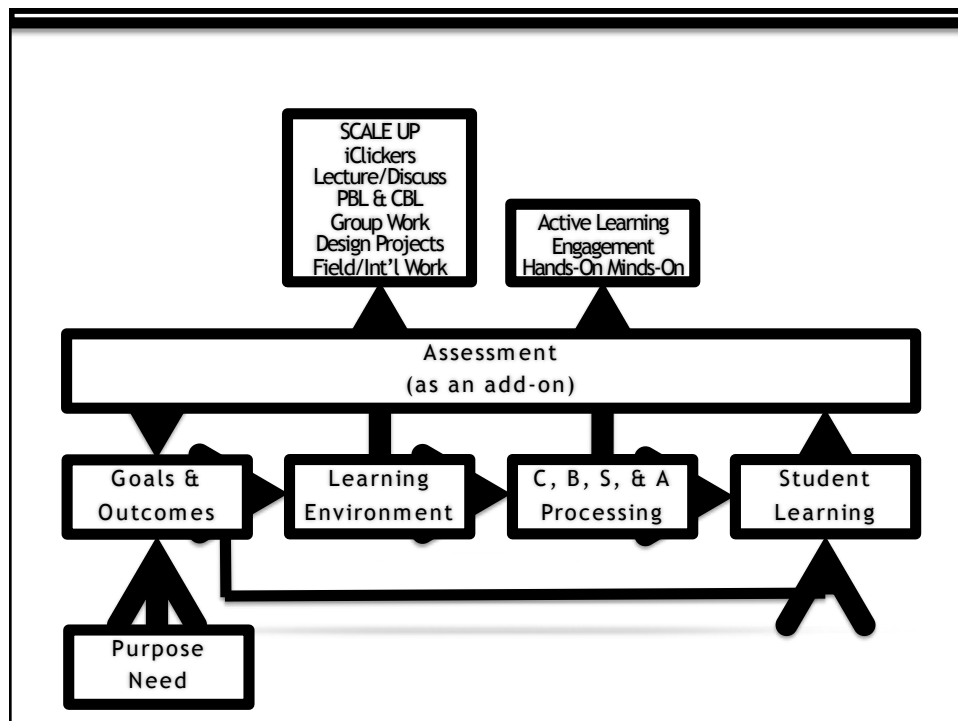 SCALE UP
iClickers
Lecture/Discuss
PBL & CBL
Group Work
Design Projects
Field/Int'l Work
Active Learning
Engagement
Hands-On Minds-On
Assessment
(as an add-on)
Goals &
Outcomes
Learning
Environment
C, B, S, & A
Processing
Student
Learning
Purpose
Need